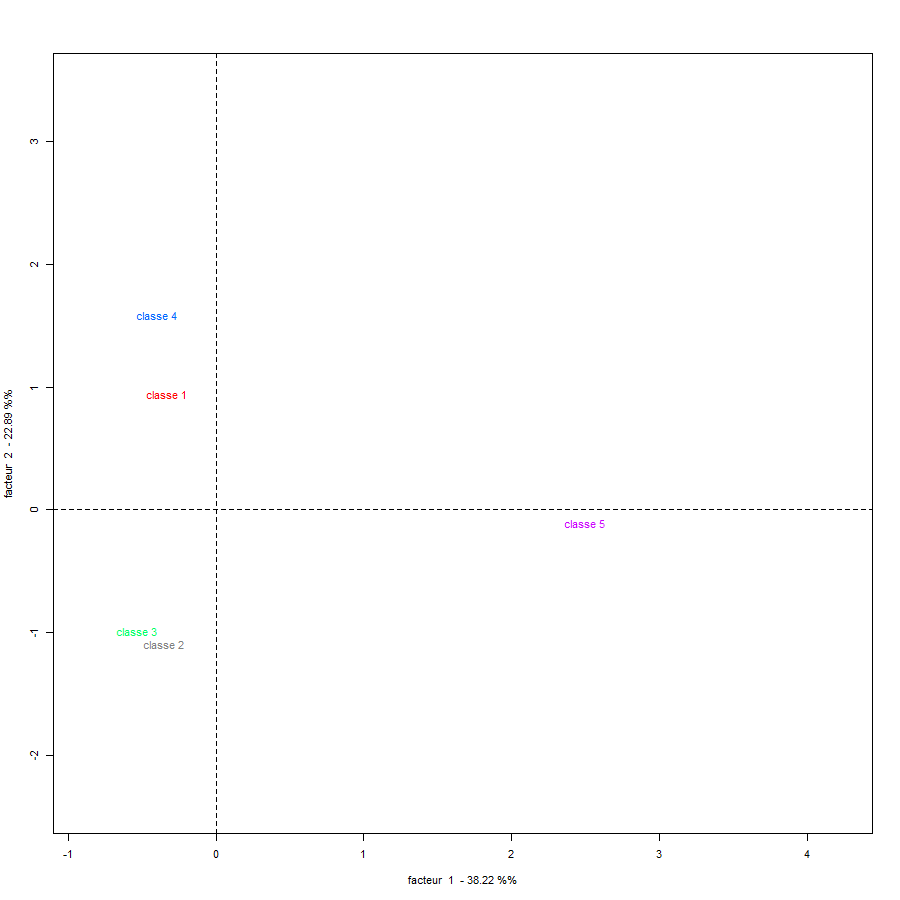 3
2
1
0
-1
-2
facteur 2 - 22.89 %%
classe 4
classe 1
classe 5
classe 3
classe 2
-1
0
1
2
3
4
facteur 1 - 38.22 %%